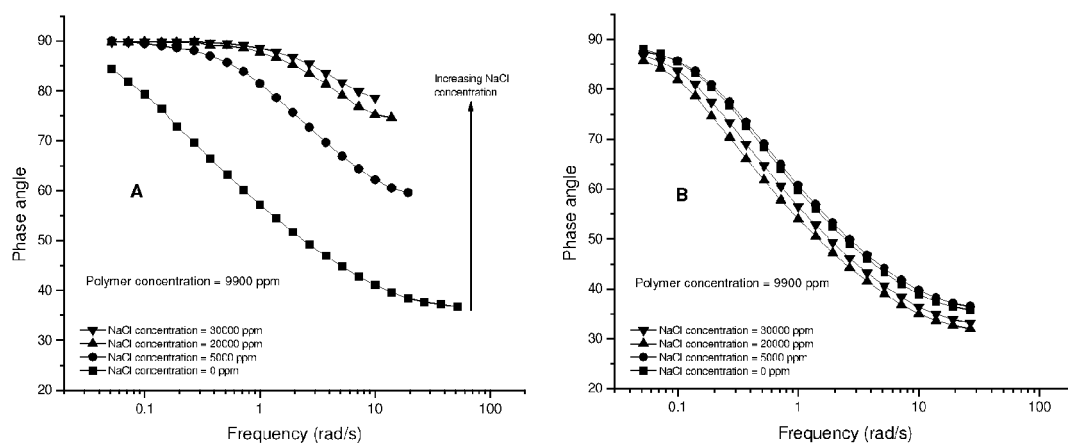 90
80
70
60
50
40
30
20
Phase angle
A
Increasing NaCl
concentration
Polymer concentration = 9900 ppm
NaCl concentration = 30000 ppm
NaCl concentration = 20000 ppm
NaCl concentration = 5000 ppm
NaCl concentration = 0 ppm
0.1
1
10
100
Frequency (rad/s)
90
80
70
60
50
40
30
20
Phase angle
B
Polymer concentration = 9900 ppm
NaCl concentration = 30000 ppm
NaCl concentration = 20000 ppm
NaCl concentration = 5000 ppm
NaCl concentration = 0 ppm
0.1
1
10
100
Frequency (rad/s)